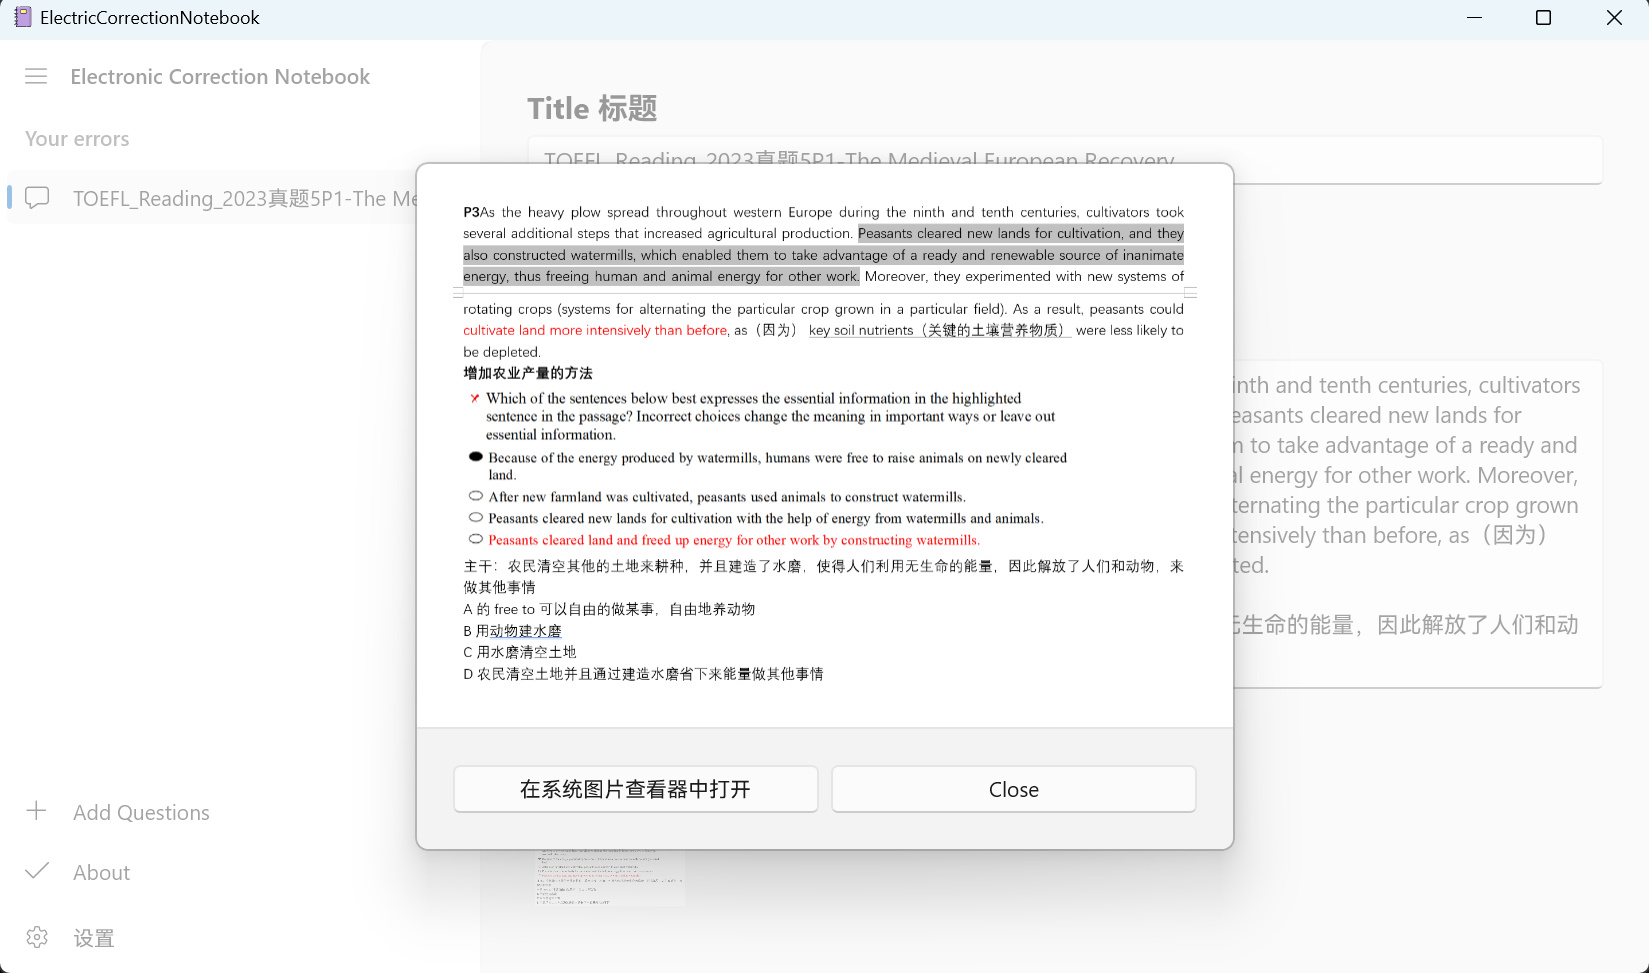 ElectricCorrectionNotebook
Electronic Correction Notebook
Your errors
TOEFL_Reading_2023真题5P1-The Me
Add Questions
About
设置
Title 标题
TOEFL_Reading_2023真题5P1-The Medieval European Recovery
P3As the heavy plow spread throughout western Europe during the ninth and tenth centuries, cultivators took
several additional steps that increased agricultural production. Peasants cleared new lands for cultivation, and they
also constructed watermills, which enabled them to take advantage of a ready and renewable source of inanimate
energy, thus freeing human and animal energy for other work. Moreover, they experimented with new systems of
rotating crops (systems for alternating the particular crop grown in a particular field). As a result, peasants could
cultivate land more intensively than before, as（因为） key soil nutrients（关键的土壤营养物质） were less likely to
be depleted.
增加农业产量的方法
Which of the sentences below best expresses the essential information in the highlighted
sentence in the passage? Incorrect choices change the meaning in important ways or leave out
essential information.
Because of the energy produced by watermills, humans were free to raise animals on newly cleared
land.
After new farmland was cultivated, peasants used animals to construct watermills.
Peasants cleared new lands for cultivation with the help of energy from watermills and animals.
Peasants cleared land and freed up energy for other work by constructing watermills.
主干：农民清空其他的土地来耕种，并且建造了水磨，使得人们利用无生命的能量，因此解放了人们和动物，来
做其他事情
A 的 free to 可以自由的做某事，自由地养动物
B 用动物建水磨
C 用水磨清空土地
D 农民清空土地并且通过建造水磨省下来能量做其他事情
在系统图片查看器中打开
Close
inth and tenth centuries, cultivators
easants cleared new lands for
to take advantage of a ready and
al energy for other work. Moreover,
ternating the particular crop grown
tensively than before, as（因为）
ted.
生命的能量，因此解放了人们和动